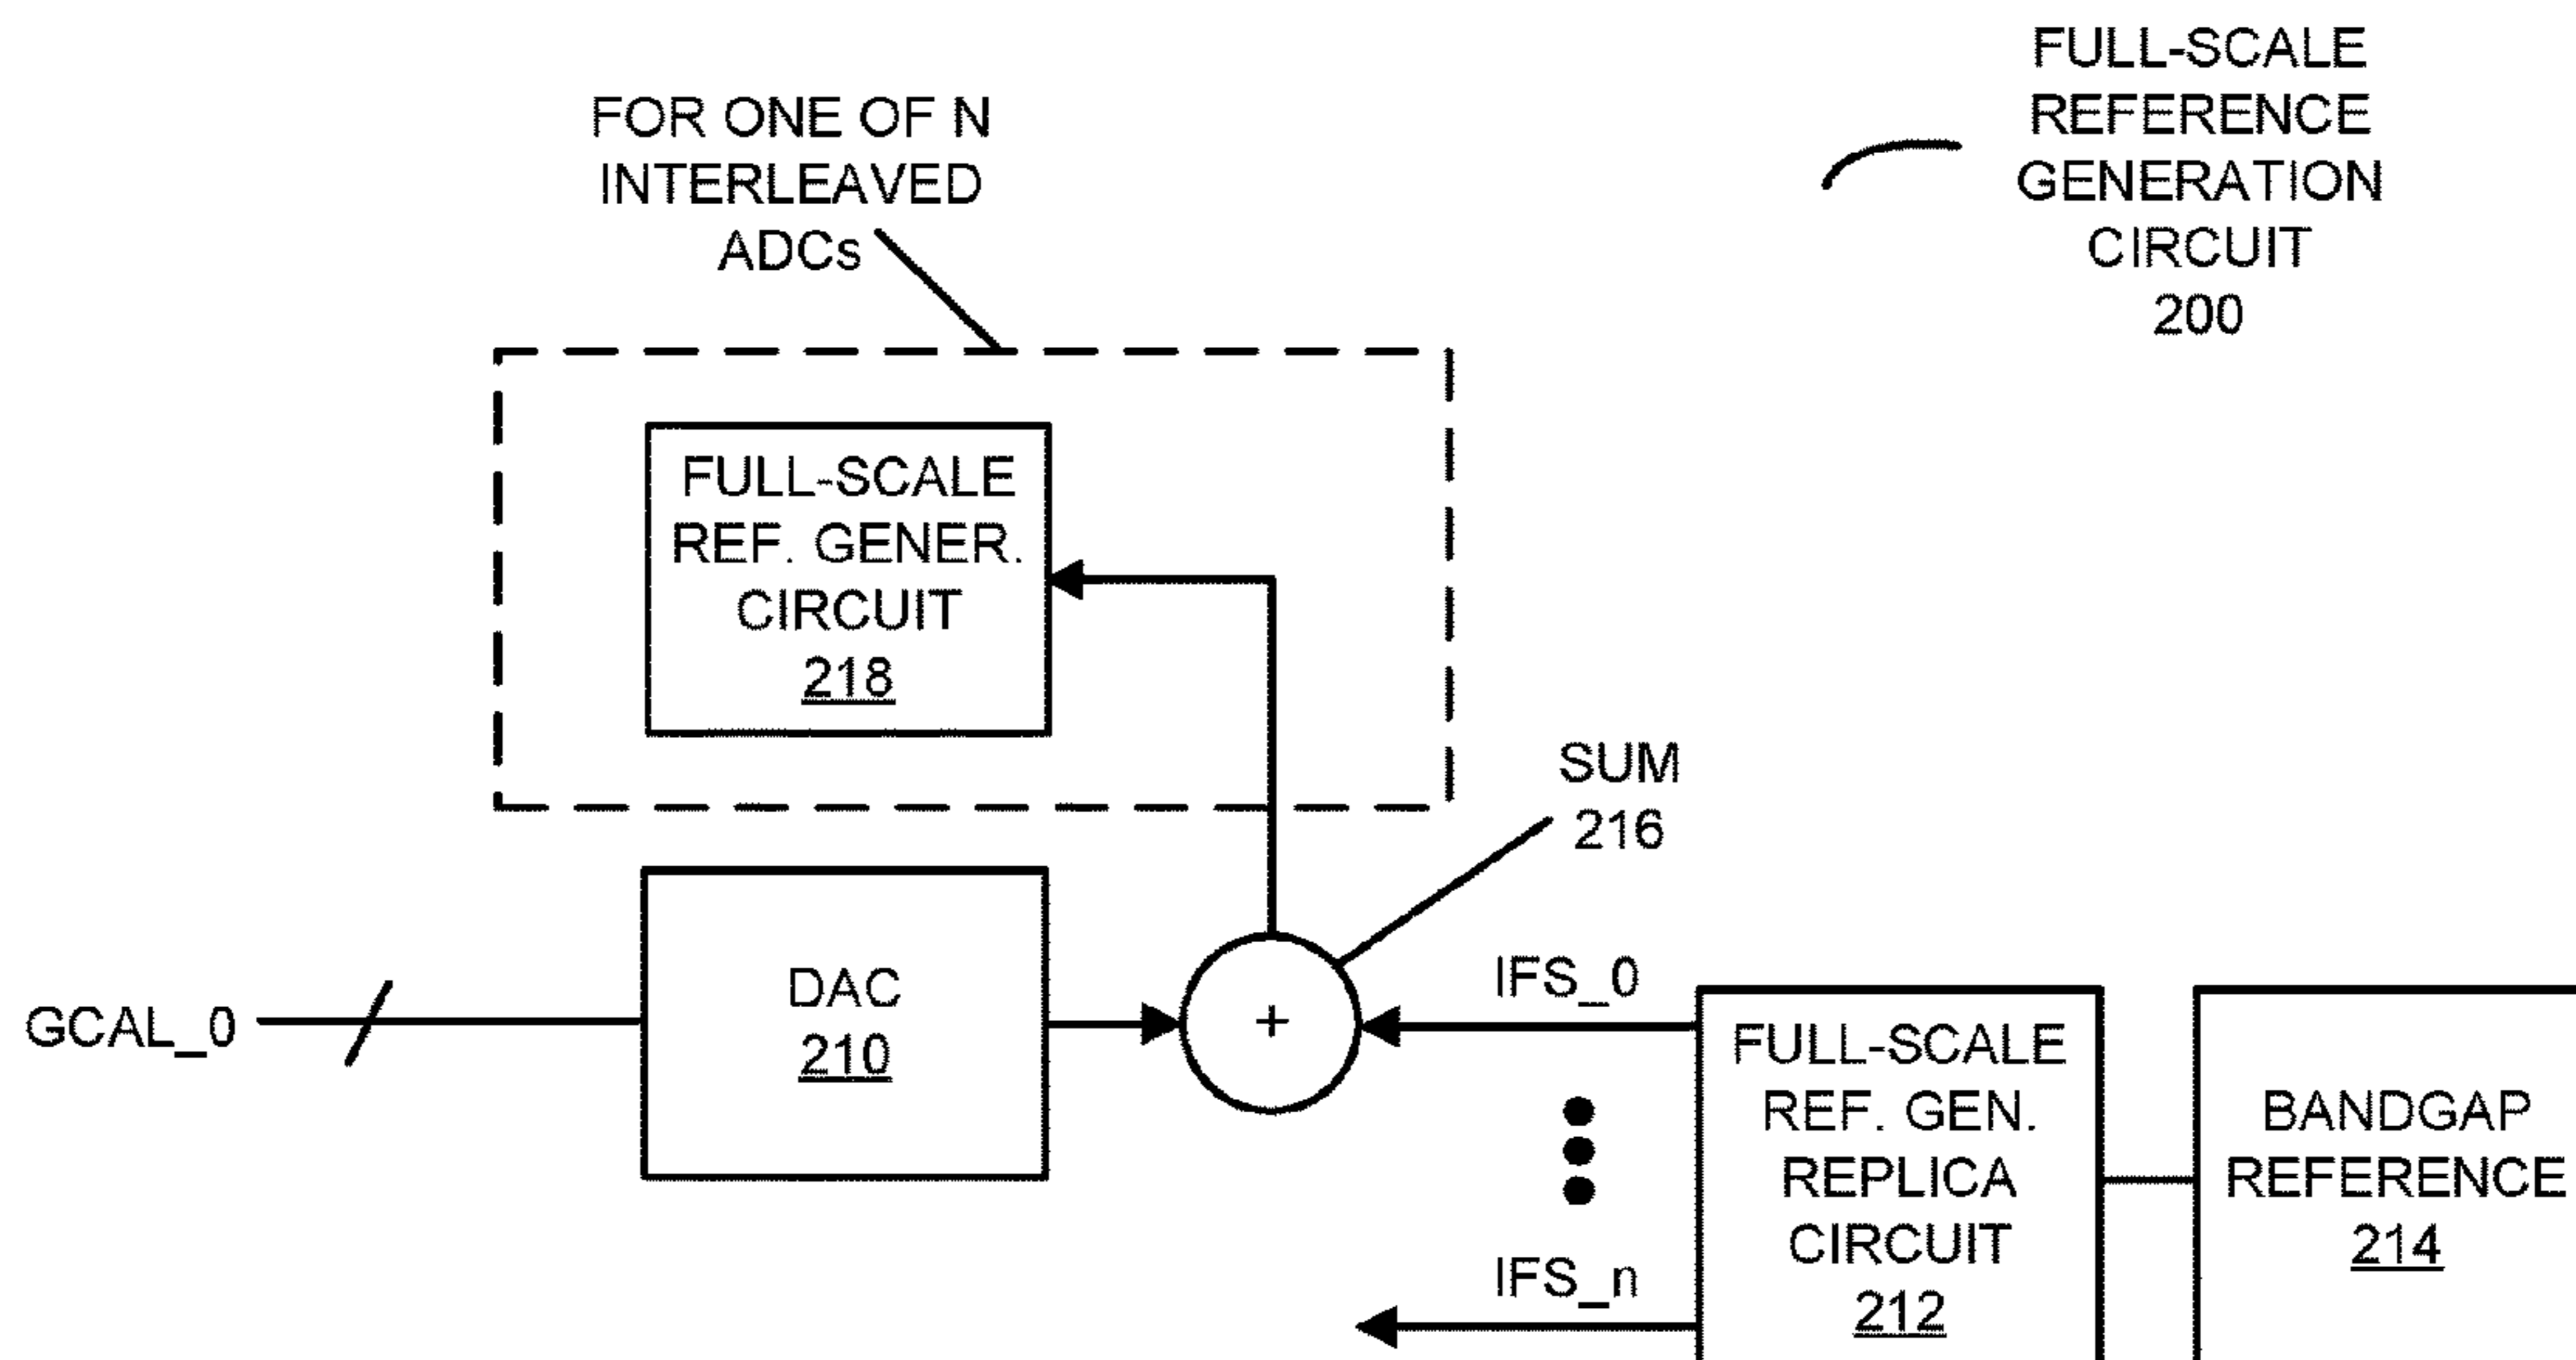 FULL-SCALE
REFERENCE
GENERATION
CIRCUIT
200
FOR ONE OF N
INTERLEAVED
ADCs
FULL-SCALE
REF. GENER.
CIRCUIT
218
SUM
216
GCAL_0
DAC
210
+
IFS_0
IFS_n
FULL-SCALE
REF. GEN.
REPLICA
CIRCUIT
212
BANDGAP
REFERENCE
214